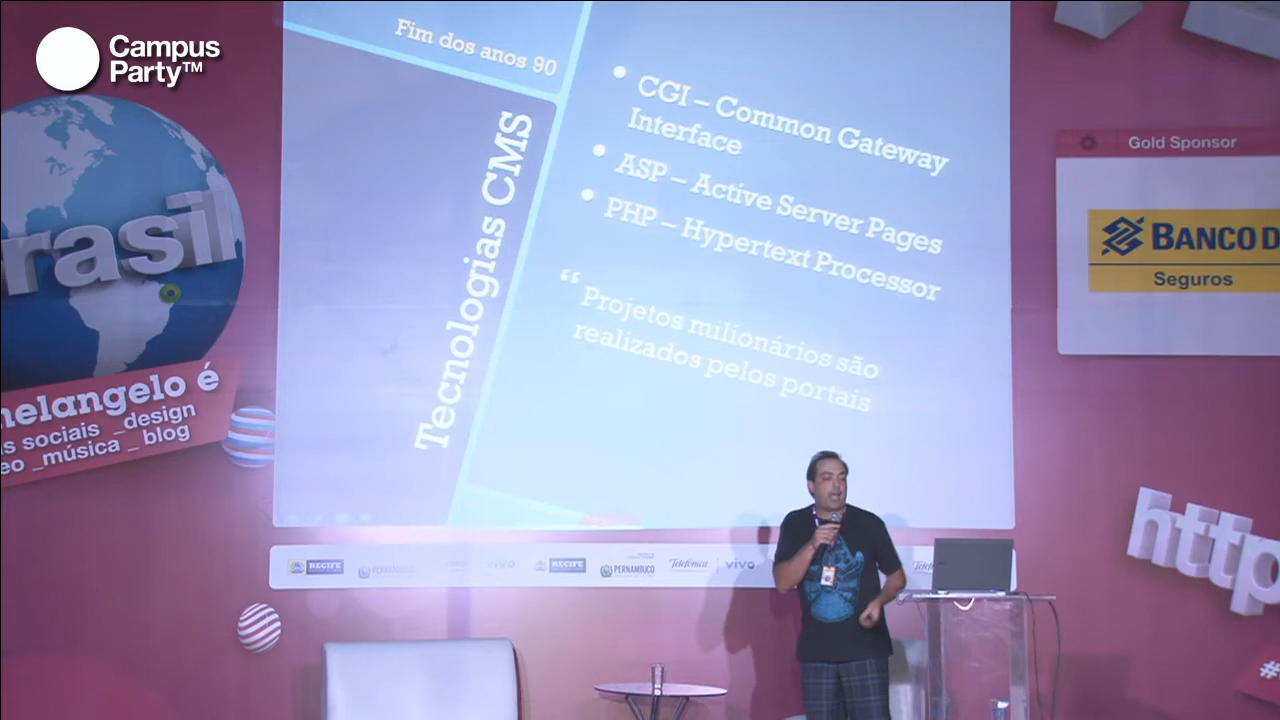 Campus
Party™
Fim dos anos 90
Tecnologias CMS
• CGI – Common Gateway
Interface
• ASP – Active Server Pages
• PHP – Hypertext Processor
“ Projetos milionários são
realizados pelos portais
Gold Sponsor
BANCO D
Seguros
rasil
nelangelo é
s sociais _design
eo _música _ blog
http
RECIFE
PERNAMBUCO
vivo
RECIFE
PERNAMBUCO
Telefónica
vivo
#